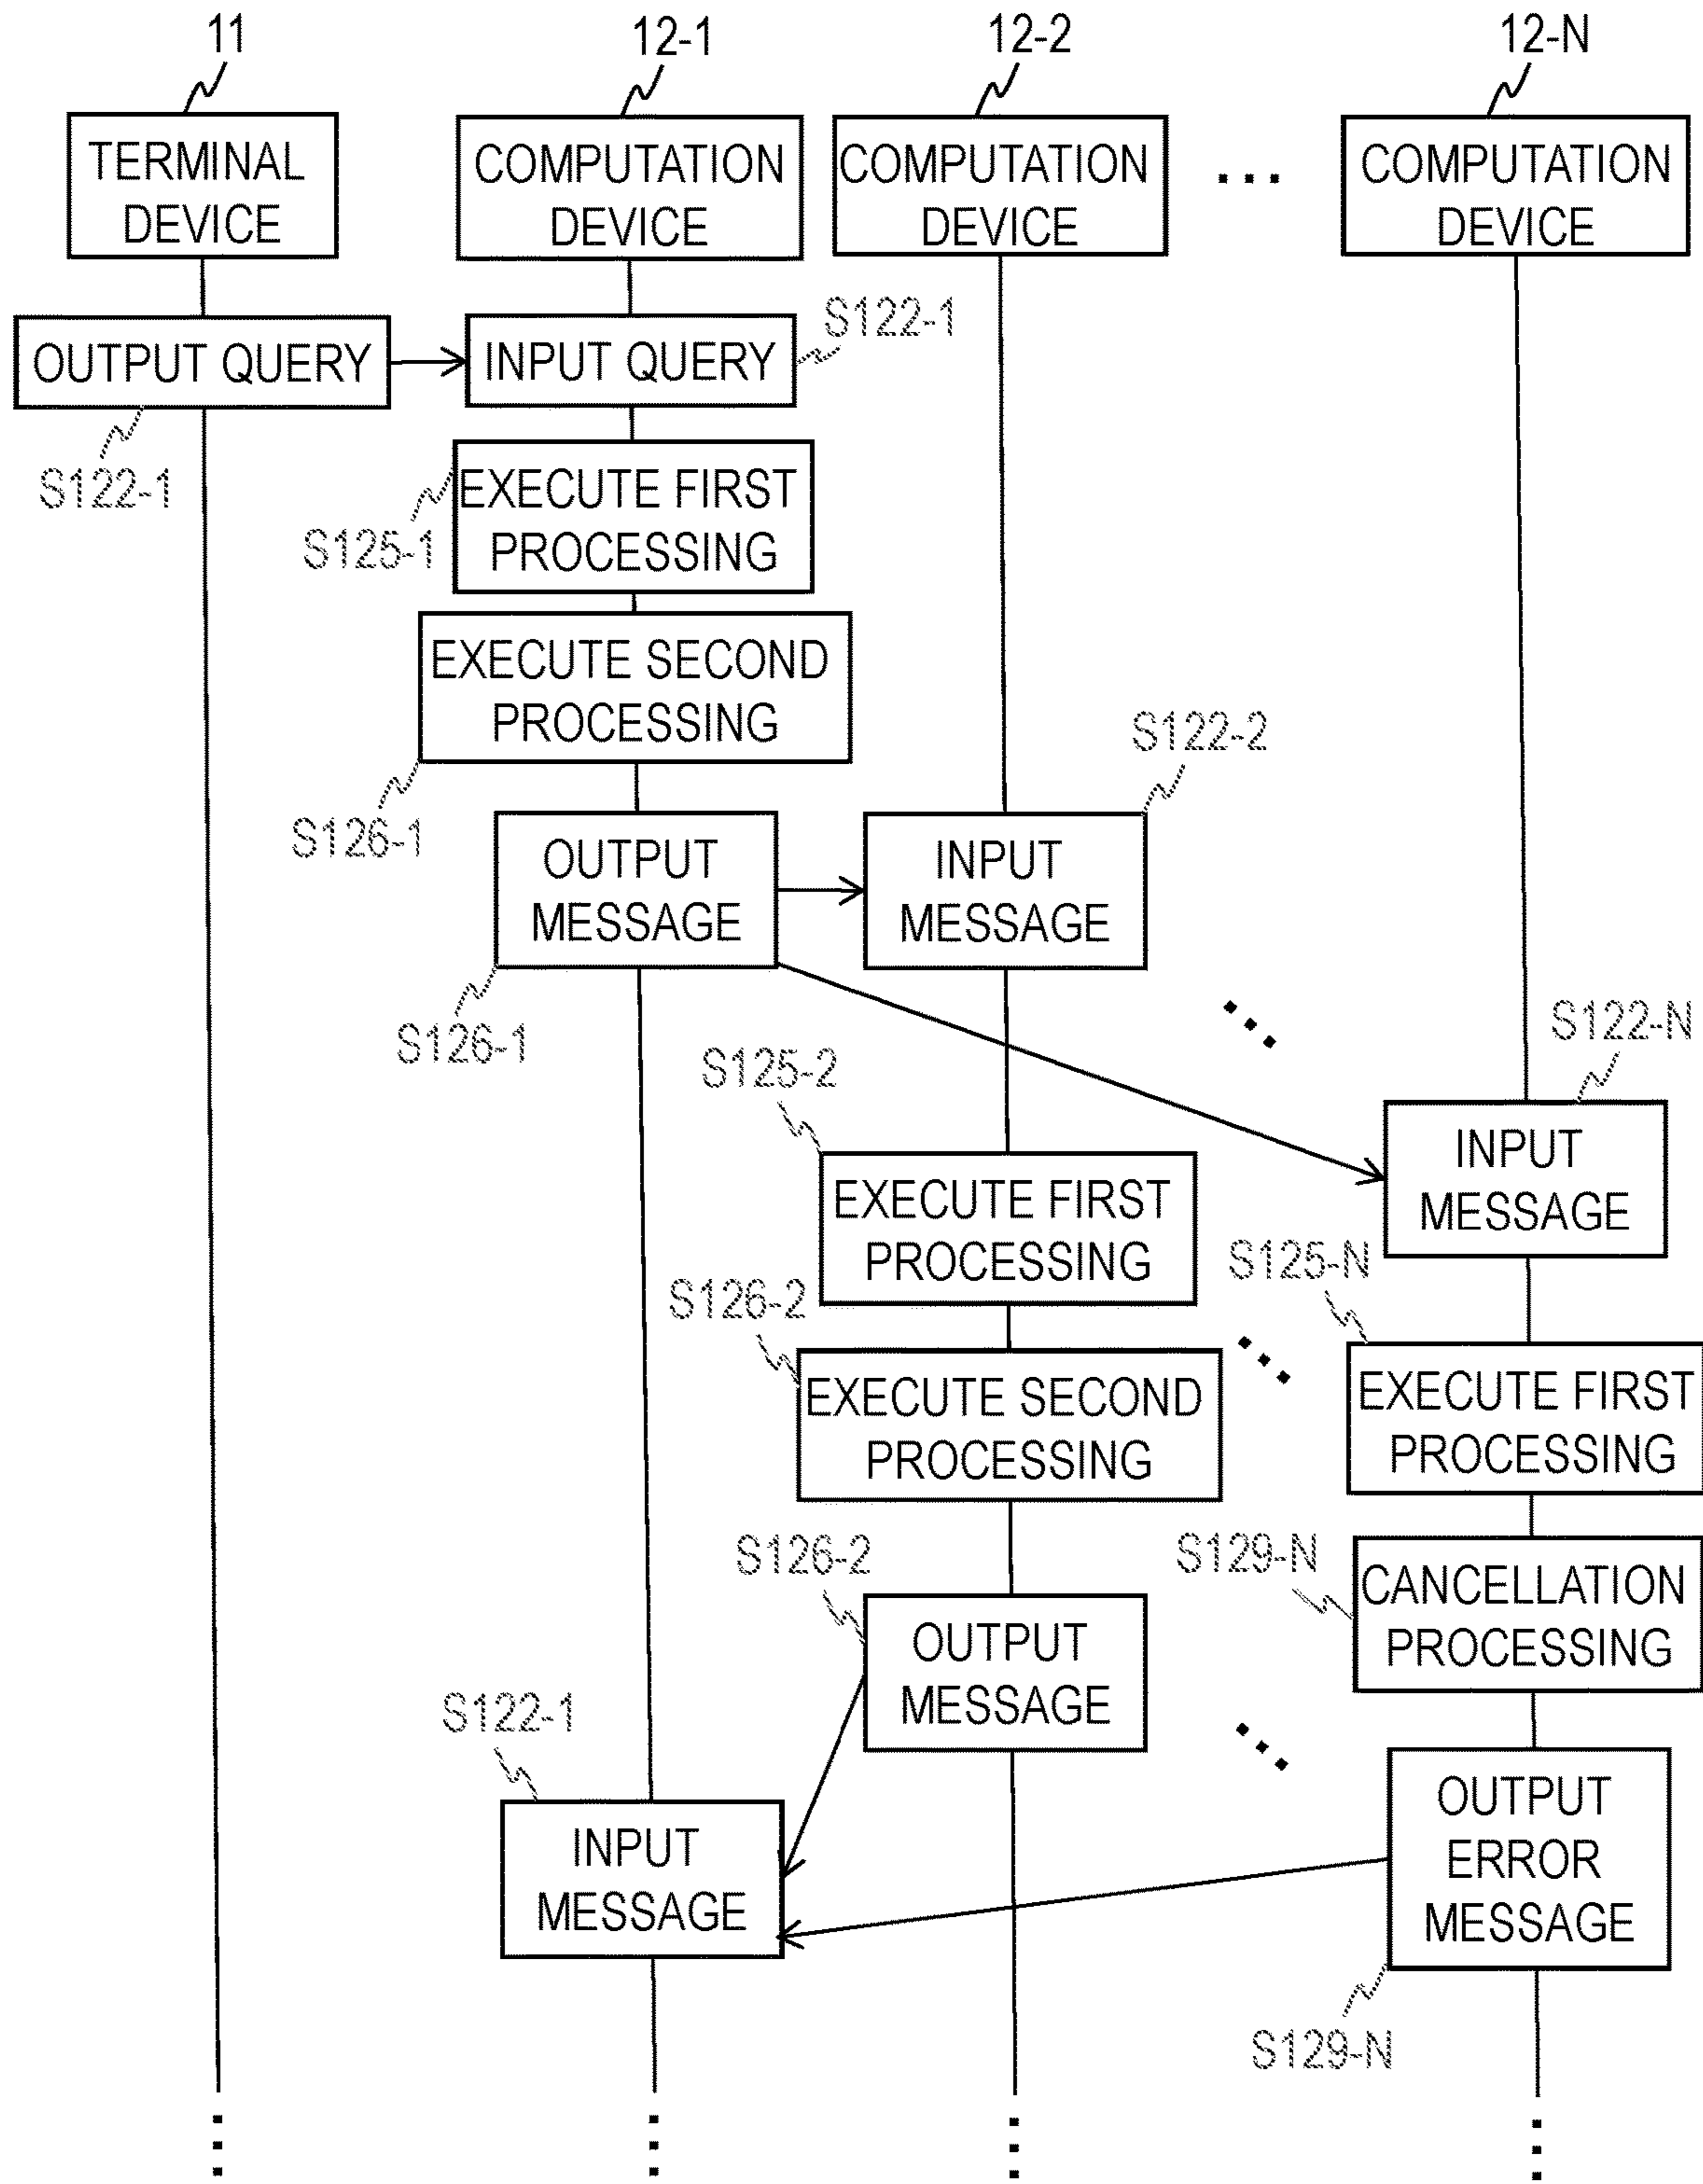 11
12-1
12-2
12-N
TERMINAL
DEVICE
COMPUTATION
DEVICE
COMPUTATION
DEVICE
...
COMPUTATION
DEVICE
OUTPUT QUERY
S122-1
INPUT QUERY
S122-1
EXECUTE FIRST
PROCESSING
S125-1
EXECUTE SECOND
PROCESSING
S126-1
OUTPUT
MESSAGE
S126-1
S122-2
INPUT
MESSAGE
S122-N
INPUT
MESSAGE
S125-2
EXECUTE FIRST
PROCESSING
S126-2
EXECUTE SECOND
PROCESSING
S125-N
EXECUTE FIRST
PROCESSING
S126-2
OUTPUT
MESSAGE
S129-N
CANCELLATION
PROCESSING
S122-1
INPUT
MESSAGE
OUTPUT
ERROR
MESSAGE
S129-N